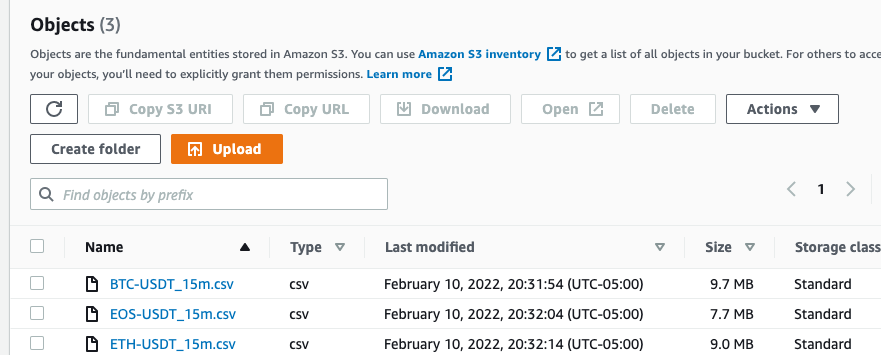 Objects (3)
Objects are the fundamental entities stored in Amazon S3. You can use Amazon S3 inventory to get a list of all objects in your bucket. For others to acce
your objects, you'll need to explicitly grant them permissions. Learn more
Copy S3 URI Copy URL Download Open Delete Actions
Create folder Upload
Find objects by prefix 1
Name Type Last modified Size Storage class
BTC-USDT_15m.csv csv February 10, 2022, 20:31:54 (UTC-05:00) 9.7 MB Standard
EOS-USDT_15m.csv csv February 10, 2022, 20:32:04 (UTC-05:00) 7.7 MB Standard
ETH-USDT_15m.csv csv February 10, 2022, 20:32:14 (UTC-05:00) 9.0 MB Standard